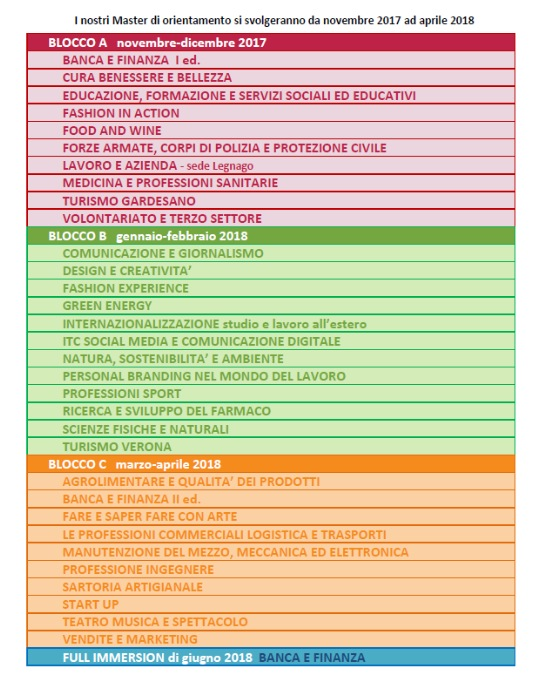 I nostri Master di orientamento si svolgeranno da novembre 2017 ad aprile 2018
BLOCCO A novembre-dicembre 2017
BANCA E FINANZA I ed.
CURA BENESSERE E BELLEZZA
EDUCAZIONE, FORMAZIONE E SERVIZI SOCIALI ED EDUCATIVI
FASHION IN ACTION
FOOD AND WINE
FORZE ARMATE, CORPI DI POLIZIA E PROTEZIONE CIVILE
LAVORO E AZIENDA - sede Legnago
MEDICINA E PROFESSIONI SANITARIE
TURISMO GARDESANO
VOLONTARIATO E TERZO SETTORE
BLOCCO B gennaio-febbraio 2018
COMUNICAZIONE E GIORNALISMO
DESIGN E CREATIVITA’
FASHION EXPERIENCE
GREEN ENERGY
INTERNAZIONALIZZAZIONE studio e lavoro all’estero
ITC SOCIAL MEDIA E COMUNICAZIONE DIGITALE
NATURA, SOSTENIBILITA’ E AMBIENTE
PERSONAL BRANDING NEL MONDO DEL LAVORO
PROFESSIONI SPORT
RICERCA E SVILUPPO DEL FARMACO
SCIENZE FISICHE E NATURALI
TURISMO VERONA
BLOCCO C marzo-aprile 2018
AGROLIMENTARE E QUALITA’ DEI PRODOTTI
BANCA E FINANZA II ed.
FARE E SAPER FARE CON ARTE
LE PROFESSIONI COMMERCIALI LOGISTICA E TRASPORTI
MANUTENZIONE DEL MEZZO, MECCANICA ED ELETTRONICA
PROFESSIONE INGEGNERE
SARTORIA ARTIGIANALE
START UP
TEATRO MUSICA E SPETTACOLO
VENDITE E MARKETING
FULL IMMERSION di giugno 2018 BANCA E FINANZA